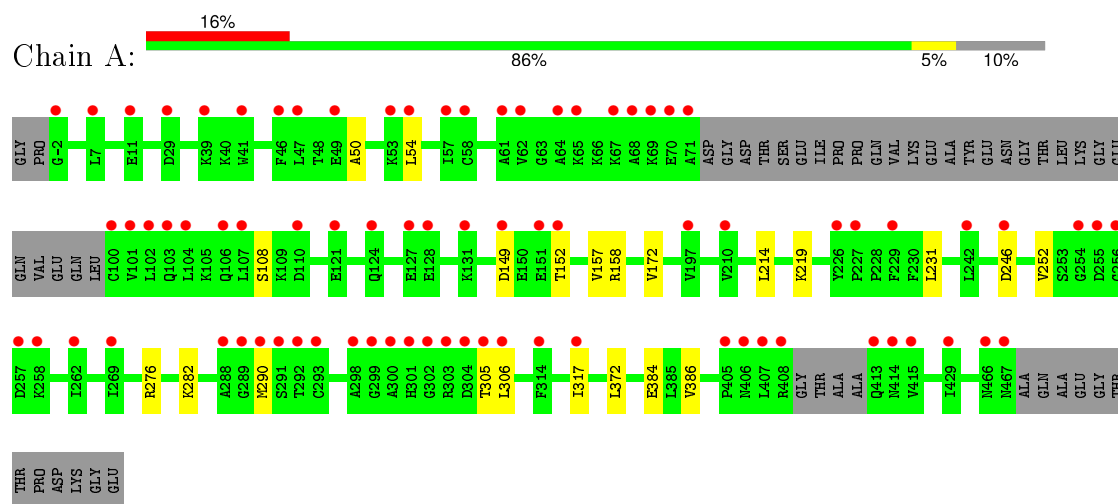 16%
Chain A:
86% 5% 10%
GLY PRO G-2 L7 E11 D29 K39 K40 W41 F46 L47 T48 E49 A50 K53 L54 I57 C58 A61 V62 G63 A64 K65 K66 K67 A68 K69 E70 A71 ASP GLY ASP THR SER GLU ILE PRO PRO GLN VAL LYS GLU ALA TYR GLU ASN GLY THR LEU LYS GLY GLU
GLN VAL GLU GLN LEU C100 V101 L102 Q103 L104 K105 Q106 L107 S108 K109 D110 E121 Q124 E127 E128 K131 D149 E150 E151 T152 V157 R158 V172 V197 V210 L214 K219 Y226 P227 P228 F229 F230 L231 L242 D246 V252 S253 G254 D255 G256
D257 K258 I262 I269 R276 K282 A288 G289 M290 S291 T292 C293 A298 G299 A300 H301 G302 R303 D304 T305 L306 F314 I317 L372 E384 L385 V386 P405 N406 L407 R408 GLY THR ALA ALA Q413 N414 V415 I429 N466 N467 ALA GLN ALA GLU GLY THR
THR PRO ASP LYS GLY GLU